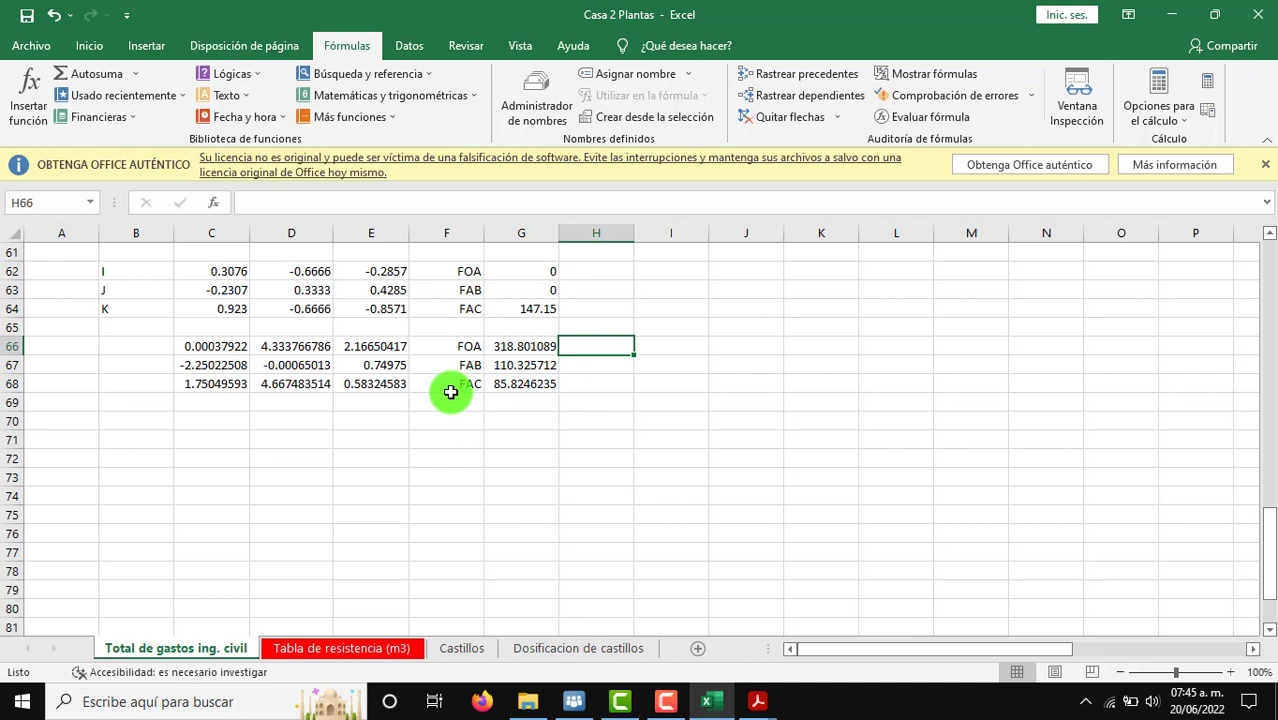 Casa 2 Plantas - Excel
Inic. ses.
Archivo Inicio Insertar Disposición de página Fórmulas Datos Revisar Vista Ayuda ¿Qué desea hacer? Compartir
Insertar función
Autosuma
Usado recientemente
Financieras
Lógicas
Texto
Fecha y hora
Búsqueda y referencia
Matemáticas y trigonométricas
Más funciones
Biblioteca de funciones
Administrador de nombres
Asignar nombre
Utilizar en la fórmula
Crear desde la selección
Nombres definidos
Rastrear precedentes
Rastrear dependientes
Quitar flechas
Mostrar fórmulas
Comprobación de errores
Evaluar fórmula
Auditoría de fórmulas
Ventana Inspección
Opciones para el cálculo
Cálculo
OBTENGA OFFICE AUTÉNTICO
Su licencia no es original y puede ser víctima de una falsificación de software. Evite las interrupciones y mantenga sus archivos a salvo con una
licencia original de Office hoy mismo.
Obtenga Office auténtico
Más información
H66
fx
A B C D E F G H I J K L M N O P
61
62 I 0.3076 -0.6666 -0.2857 FOA 0
63 J -0.2307 0.3333 0.4285 FAB 0
64 K 0.923 -0.6666 -0.8571 FAC 147.15
65
66 0.00037922 4.333766786 2.16650417 FOA 318.801089
67 -2.25022508 -0.00065013 0.74975 FAB 110.325712
68 1.75049593 4.667483514 0.58324583 FAC 85.8246235
69
70
71
72
73
74
75
76
77
78
79
80
81
Total de gastos ing. civil
Tabla de resistencia (m3)
Castillos
Dosificacion de castillos
Listo
Accesibilidad: es necesario investigar
100%
Escribe aquí para buscar
07:45 a. m.
20/06/2022